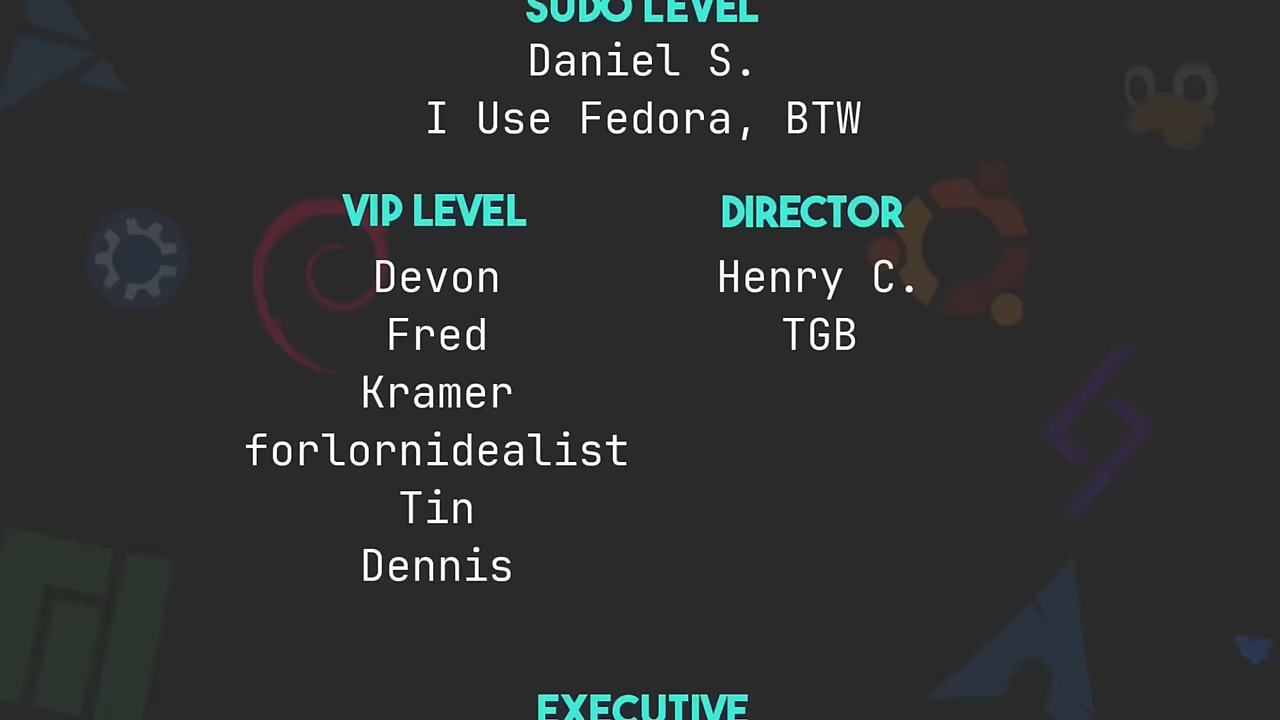 SUDO LEVEL
Daniel S.
I Use Fedora, BTW
VIP LEVEL
Devon
Fred
Kramer
forlornidealist
Tin
Dennis
DIRECTOR
Henry C.
TGB
EXECUTIVE